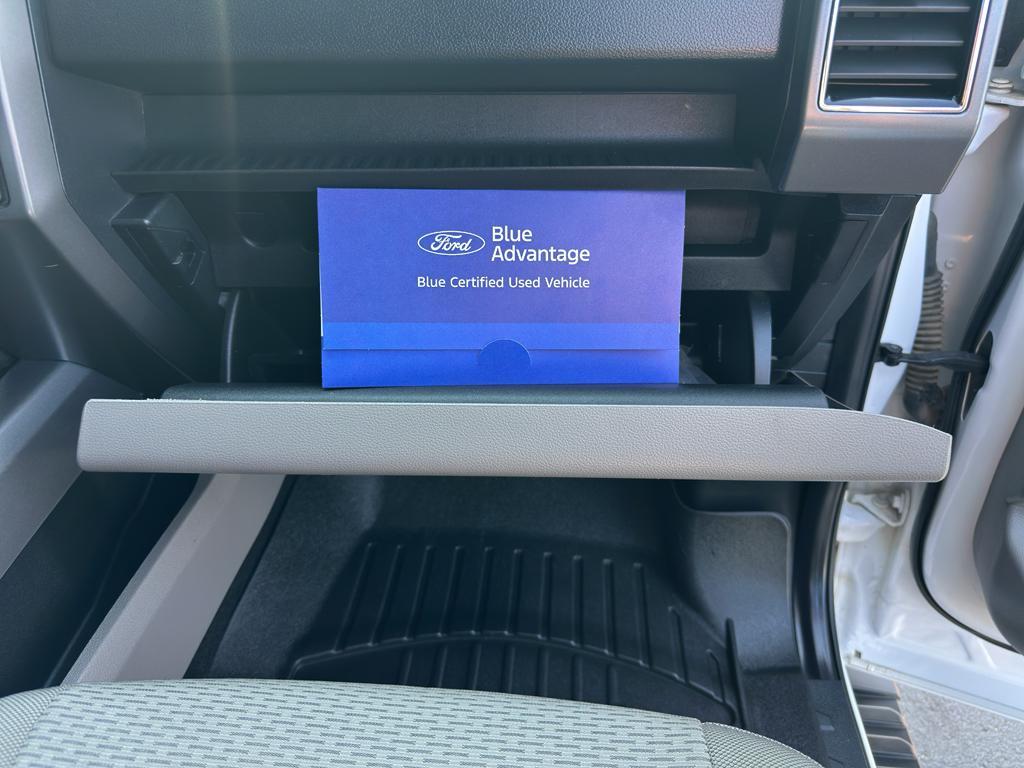 Ford
Blue
Advantage
Blue Certified Used Vehicle